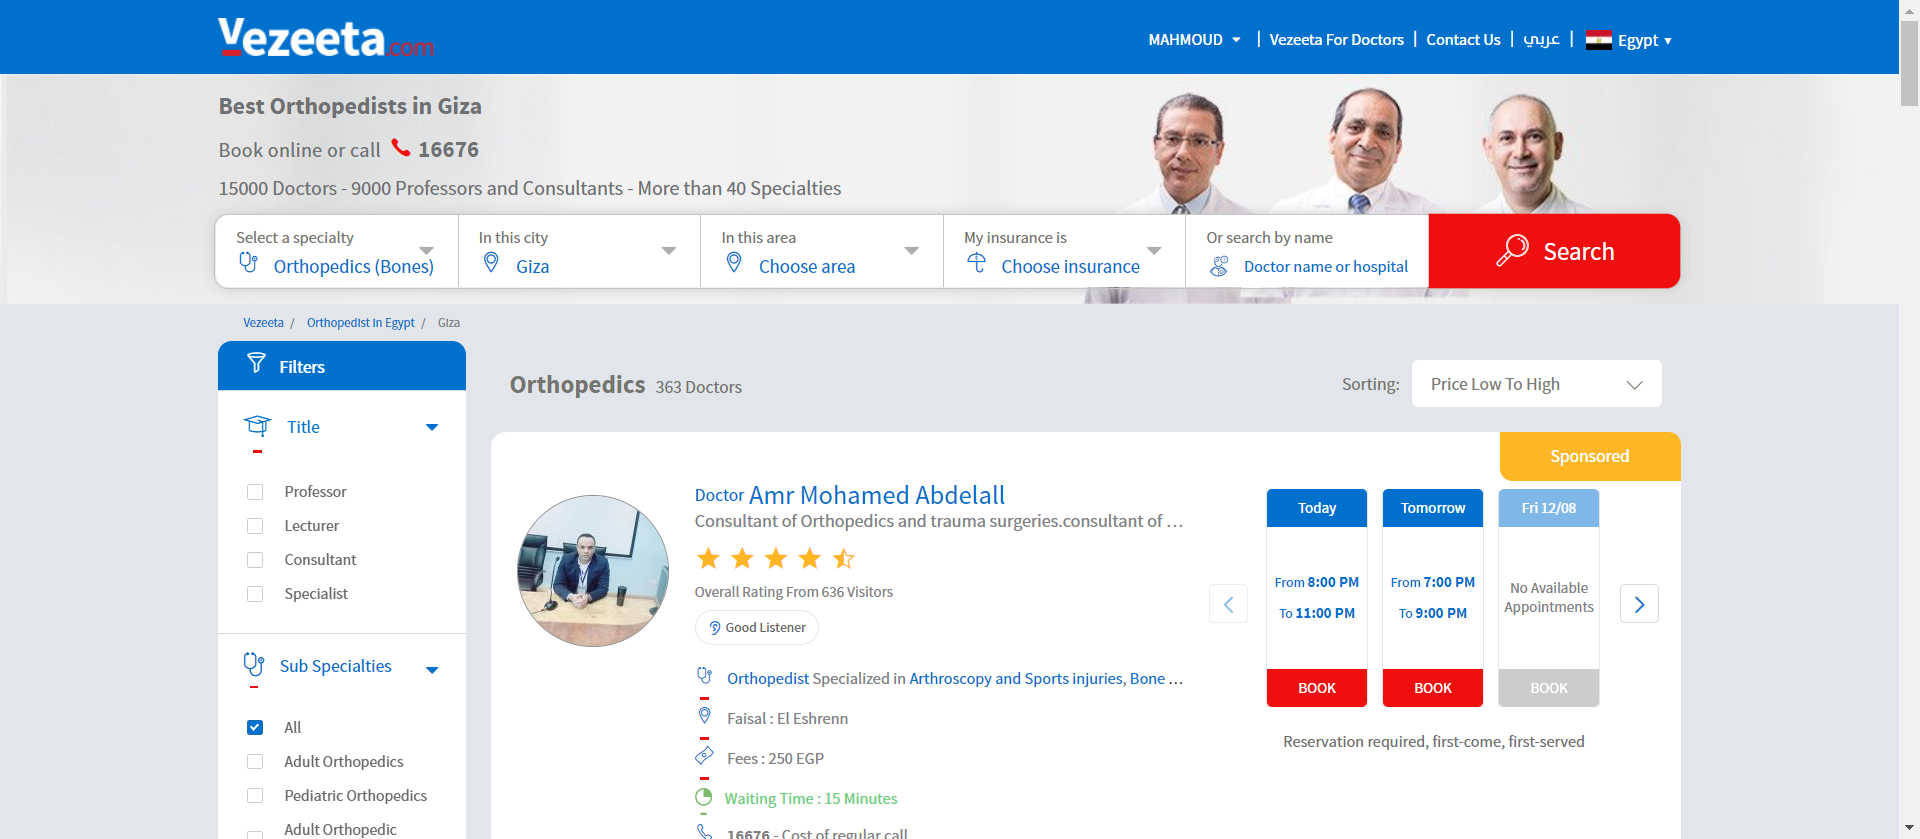 Vezeeta.com
MAHMOUD
Vezeeta For Doctors
Contact Us
عربي
Egypt
Best Orthopedists in Giza
Book online or call 16676
15000 Doctors - 9000 Professors and Consultants - More than 40 Specialties
Select a specialty
Orthopedics (Bones)
In this city
Giza
In this area
Choose area
My insurance is
Choose insurance
Or search by name
Doctor name or hospital
Search
Vezeeta / Orthopedist in Egypt / Giza
Filters
Title
Professor
Lecturer
Consultant
Specialist
Sub Specialties
All
Adult Orthopedics
Pediatric Orthopedics
Adult Orthopedic
Orthopedics 363 Doctors
Sorting: Price Low To High
Sponsored
Doctor Amr Mohamed Abdelall
Consultant of Orthopedics and trauma surgeries.consultant of ...
Overall Rating From 636 Visitors
Good Listener
Orthopedist Specialized in Arthroscopy and Sports injuries, Bone ...
Faisal : El Eshrenn
Fees : 250 EGP
Waiting Time : 15 Minutes
16676 - Cost of regular call
Today
From 8:00 PM
To 11:00 PM
BOOK
Tomorrow
From 7:00 PM
To 9:00 PM
BOOK
Fri 12/08
No Available
Appointments
BOOK
Reservation required, first-come, first-served